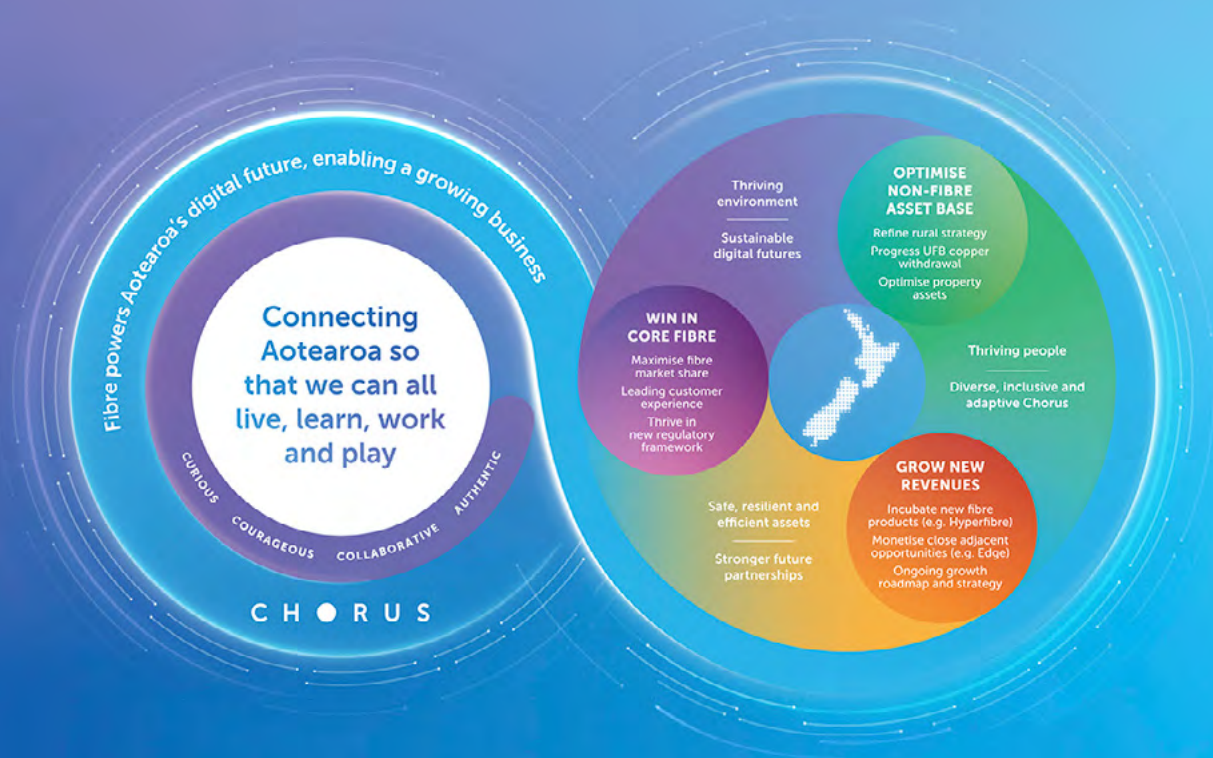 Fibre powers Aotearoa's digital future, enabling a growing business
Connecting
Aotearoa so
that we can all
live, learn, work
and play
CURIOUS
COURAGEOUS
COLLABORATIVE
AUTHENTIC
CHORUS
Thriving
environment
Sustainable
digital futures
OPTIMISE
NON-FIBRE
ASSET BASE
Refine rural strategy
Progress UFB copper
withdrawal
Optimise property
assets
WIN IN
CORE FIBRE
Maximise fibre
market share
Leading customer
experience
Thrive in
new regulatory
framework
Thriving people
Diverse, inclusive and
adaptive Chorus
Safe, resilient and
efficient assets
Stronger future
partnerships
GROW NEW
REVENUES
Incubate new fibre
products (e.g. Hyperfibre)
Monetise close adjacent
opportunities (e.g. Edge)
Ongoing growth
roadmap and strategy